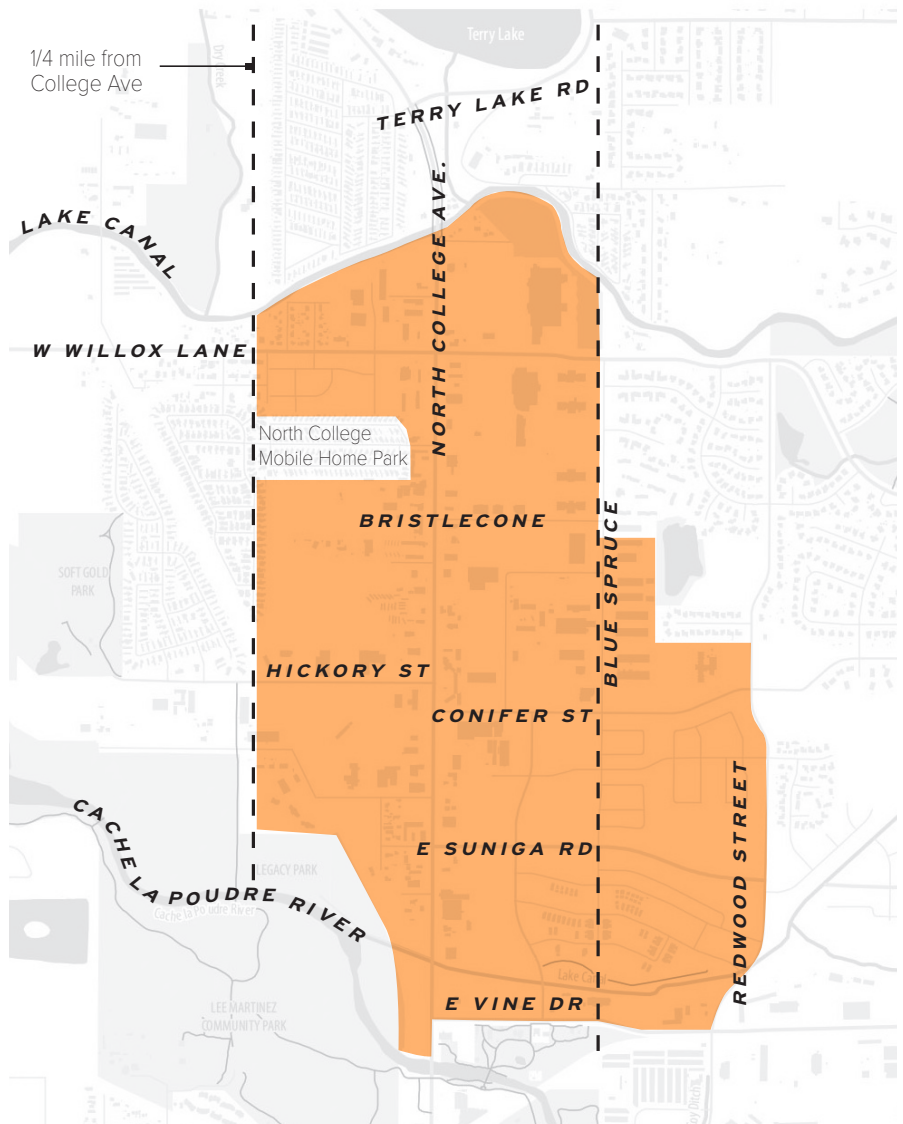 Terry Lake
1/4 mile from
College Ave
Dry Creek
TERRY LAKE RD
NORTH COLLEGE AVE.
LAKE CANAL
W WILLOX LANE
North College
Mobile Home Park
BRISTLECONE
BLUE SPRUCE
SOFT GOLD
PARK
HICKORY ST
CONIFER ST
REDWOOD STREET
CACHE LA POUDRE RIVER
E SUNIGA RD
LEGACY PARK
Cache la Poudre River
Lake Canal
E VINE DR
LEE MARTINEZ
COMMUNITY PARK